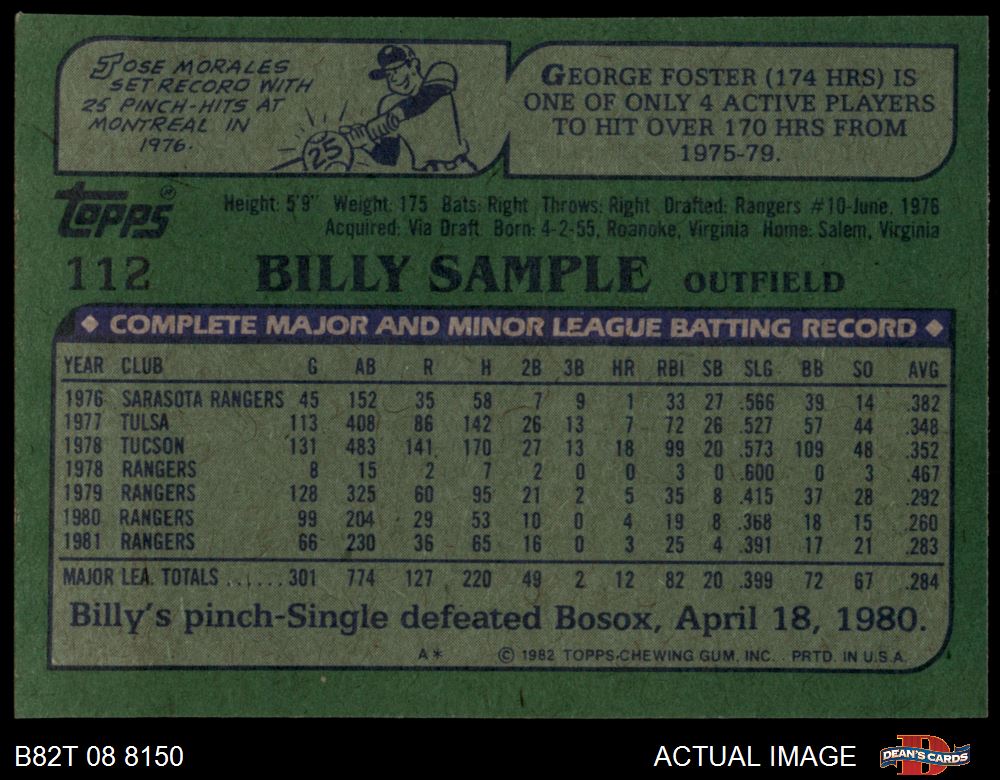 JOSE MORALES
SET RECORD WITH
25 PINCH-HITS AT
MONTREAL IN
1976.
25
GEORGE FOSTER (174 HRS) IS
ONE OF ONLY 4 ACTIVE PLAYERS
TO HIT OVER 170 HRS FROM
1975-79.
Topps®
Height: 5'9" Weight: 175 Bats: Right Throws: Right Drafted: Rangers #10-June, 1976
Acquired: Via Draft Born: 4-2-55, Roanoke, Virginia Home: Salem, Virginia
112 BILLY SAMPLE OUTFIELD
◆ COMPLETE MAJOR AND MINOR LEAGUE BATTING RECORD ◆
YEAR CLUB G AB R H 2B 3B HR RBI SB SLG BB SO AVG
1976 SARASOTA RANGERS 45 152 35 58 7 9 1 33 27 .566 39 14 .382
1977 TULSA 113 408 86 142 26 13 7 72 26 .527 57 44 .348
1978 TUCSON 131 483 141 170 27 13 18 99 20 .573 109 48 .352
1978 RANGERS 8 15 2 7 2 0 0 3 0 .600 0 3 .467
1979 RANGERS 128 325 60 95 21 2 5 35 8 .415 37 28 .292
1980 RANGERS 99 204 29 53 10 0 4 19 8 .368 18 15 .260
1981 RANGERS 66 230 36 65 16 0 3 25 4 .391 17 21 .283
MAJOR LEA. TOTALS ......301 774 127 220 49 2 12 82 20 .399 72 67 .284
Billy's pinch-Single defeated Bosox, April 18, 1980.
A* © 1982 TOPPS CHEWING GUM, INC. PRTD. IN U.S.A.
B82T 08 8150 ACTUAL IMAGE D DEAN'S CARDS